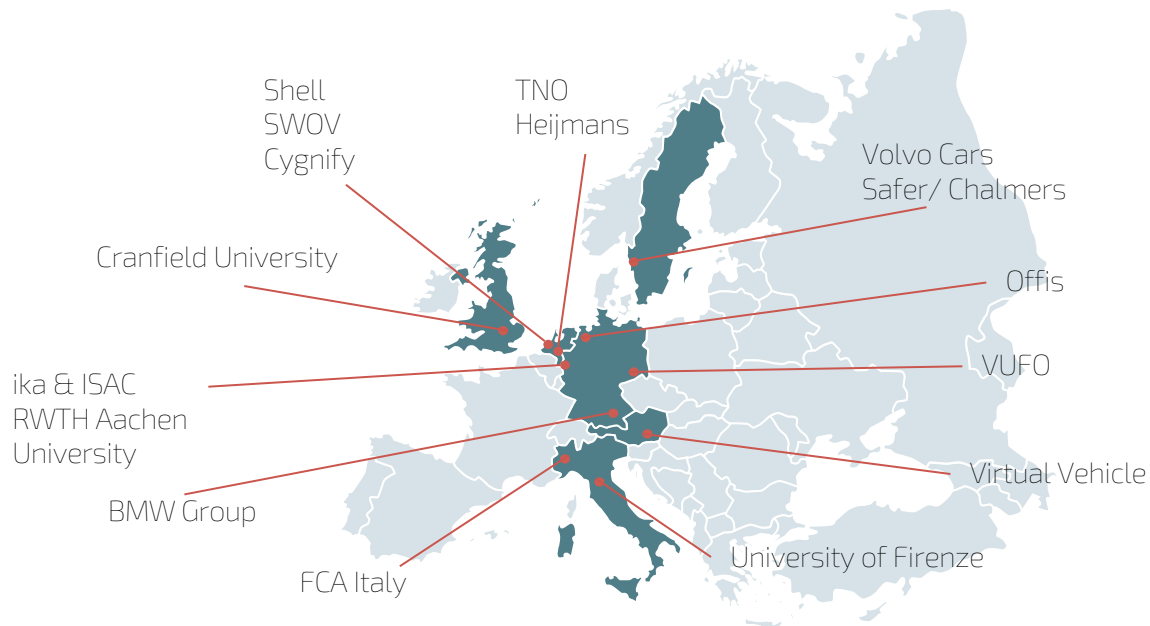 Shell
SWOV
Cygnify
TNO
Heijmans
Volvo Cars
Safer/ Chalmers
Cranfield University
Offis
VUFO
ika & ISAC
RWTH Aachen
University
Virtual Vehicle
BMW Group
University of Firenze
FCA Italy